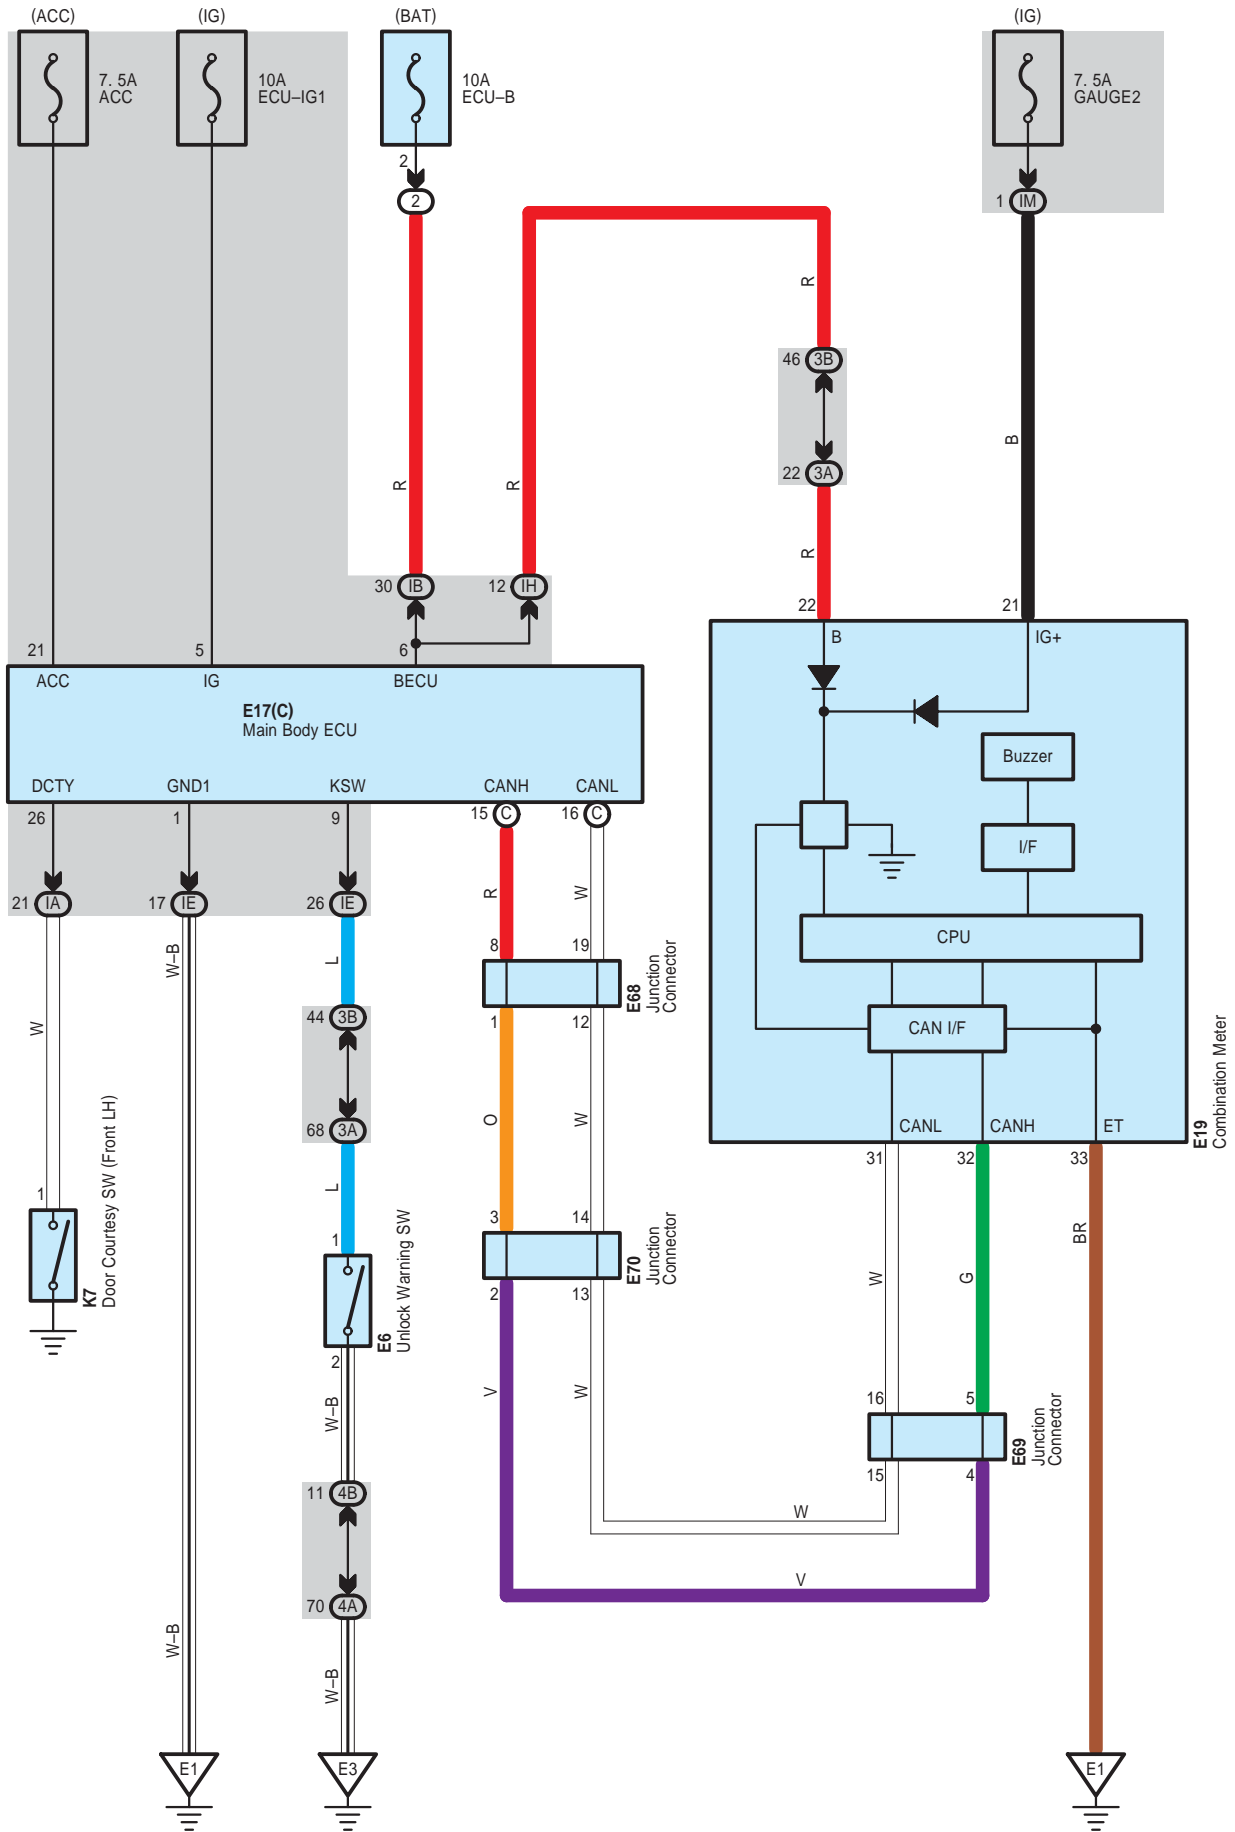 (ACC)
(IG)
(BAT)
(IG)
7. 5A
ACC
10A
ECU–IG1
10A
ECU–B
7. 5A
GAUGE2
2
2
1
IM
R
R
R
B
46
3B
22
3A
R
30
IB
12
IH
22
21
21
5
6
B
IG+
ACC
IG
BECU
E17(C)
Main Body ECU
DCTY
GND1
KSW
CANH
CANL
26
1
9
15
C
16
C
Buzzer
I/F
CPU
CAN I/F
CANL
CANH
ET
E19
Combination Meter
21
IA
17
IE
26
IE
R
W
W–B
L
8
19
E68
Junction
Connector
1
12
44
3B
68
3A
W
O
W
L
31
32
33
1
K7
Door Courtesy SW (Front LH)
1
E6
Unlock Warning SW
2
3
14
E70
Junction
Connector
2
13
W
G
BR
W–B
V
W
16
5
E69
Junction
Connector
15
4
11
4B
70
4A
W
V
W–B
W–B
E1
E3
E1